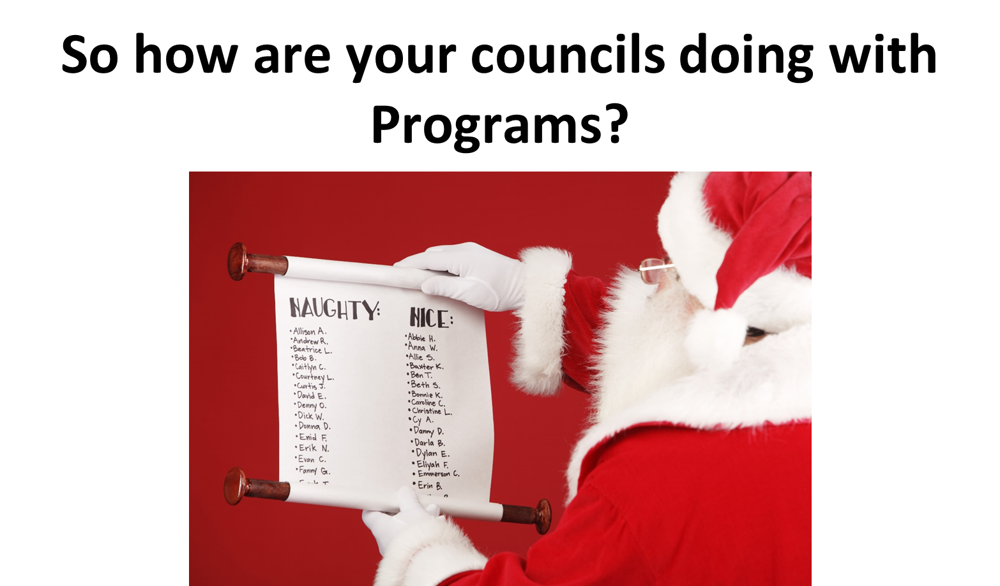 So how are your councils doing with
Programs?
NAUGHTY:
• Allison A.
• Andrew R.
• Beatrice L.
• Bob B.
• Caitlyn C.
• Courtney L.
• Curtis J.
• David E.
• Denny O.
• Dick W.
• Donna D.
• Enid F.
• Erik N.
• Evan C.
• Fanny G.
NICE:
• Abbie H.
• Anna W.
• Allie S.
• Baxter K.
• Ben T.
• Beth S.
• Bonnie K.
• Caroline C.
• Christine L.
• Cy A.
• Danny D.
• Darla B.
• Dylan E.
• Eliyah F.
• Emmerson C.
• Erin B.